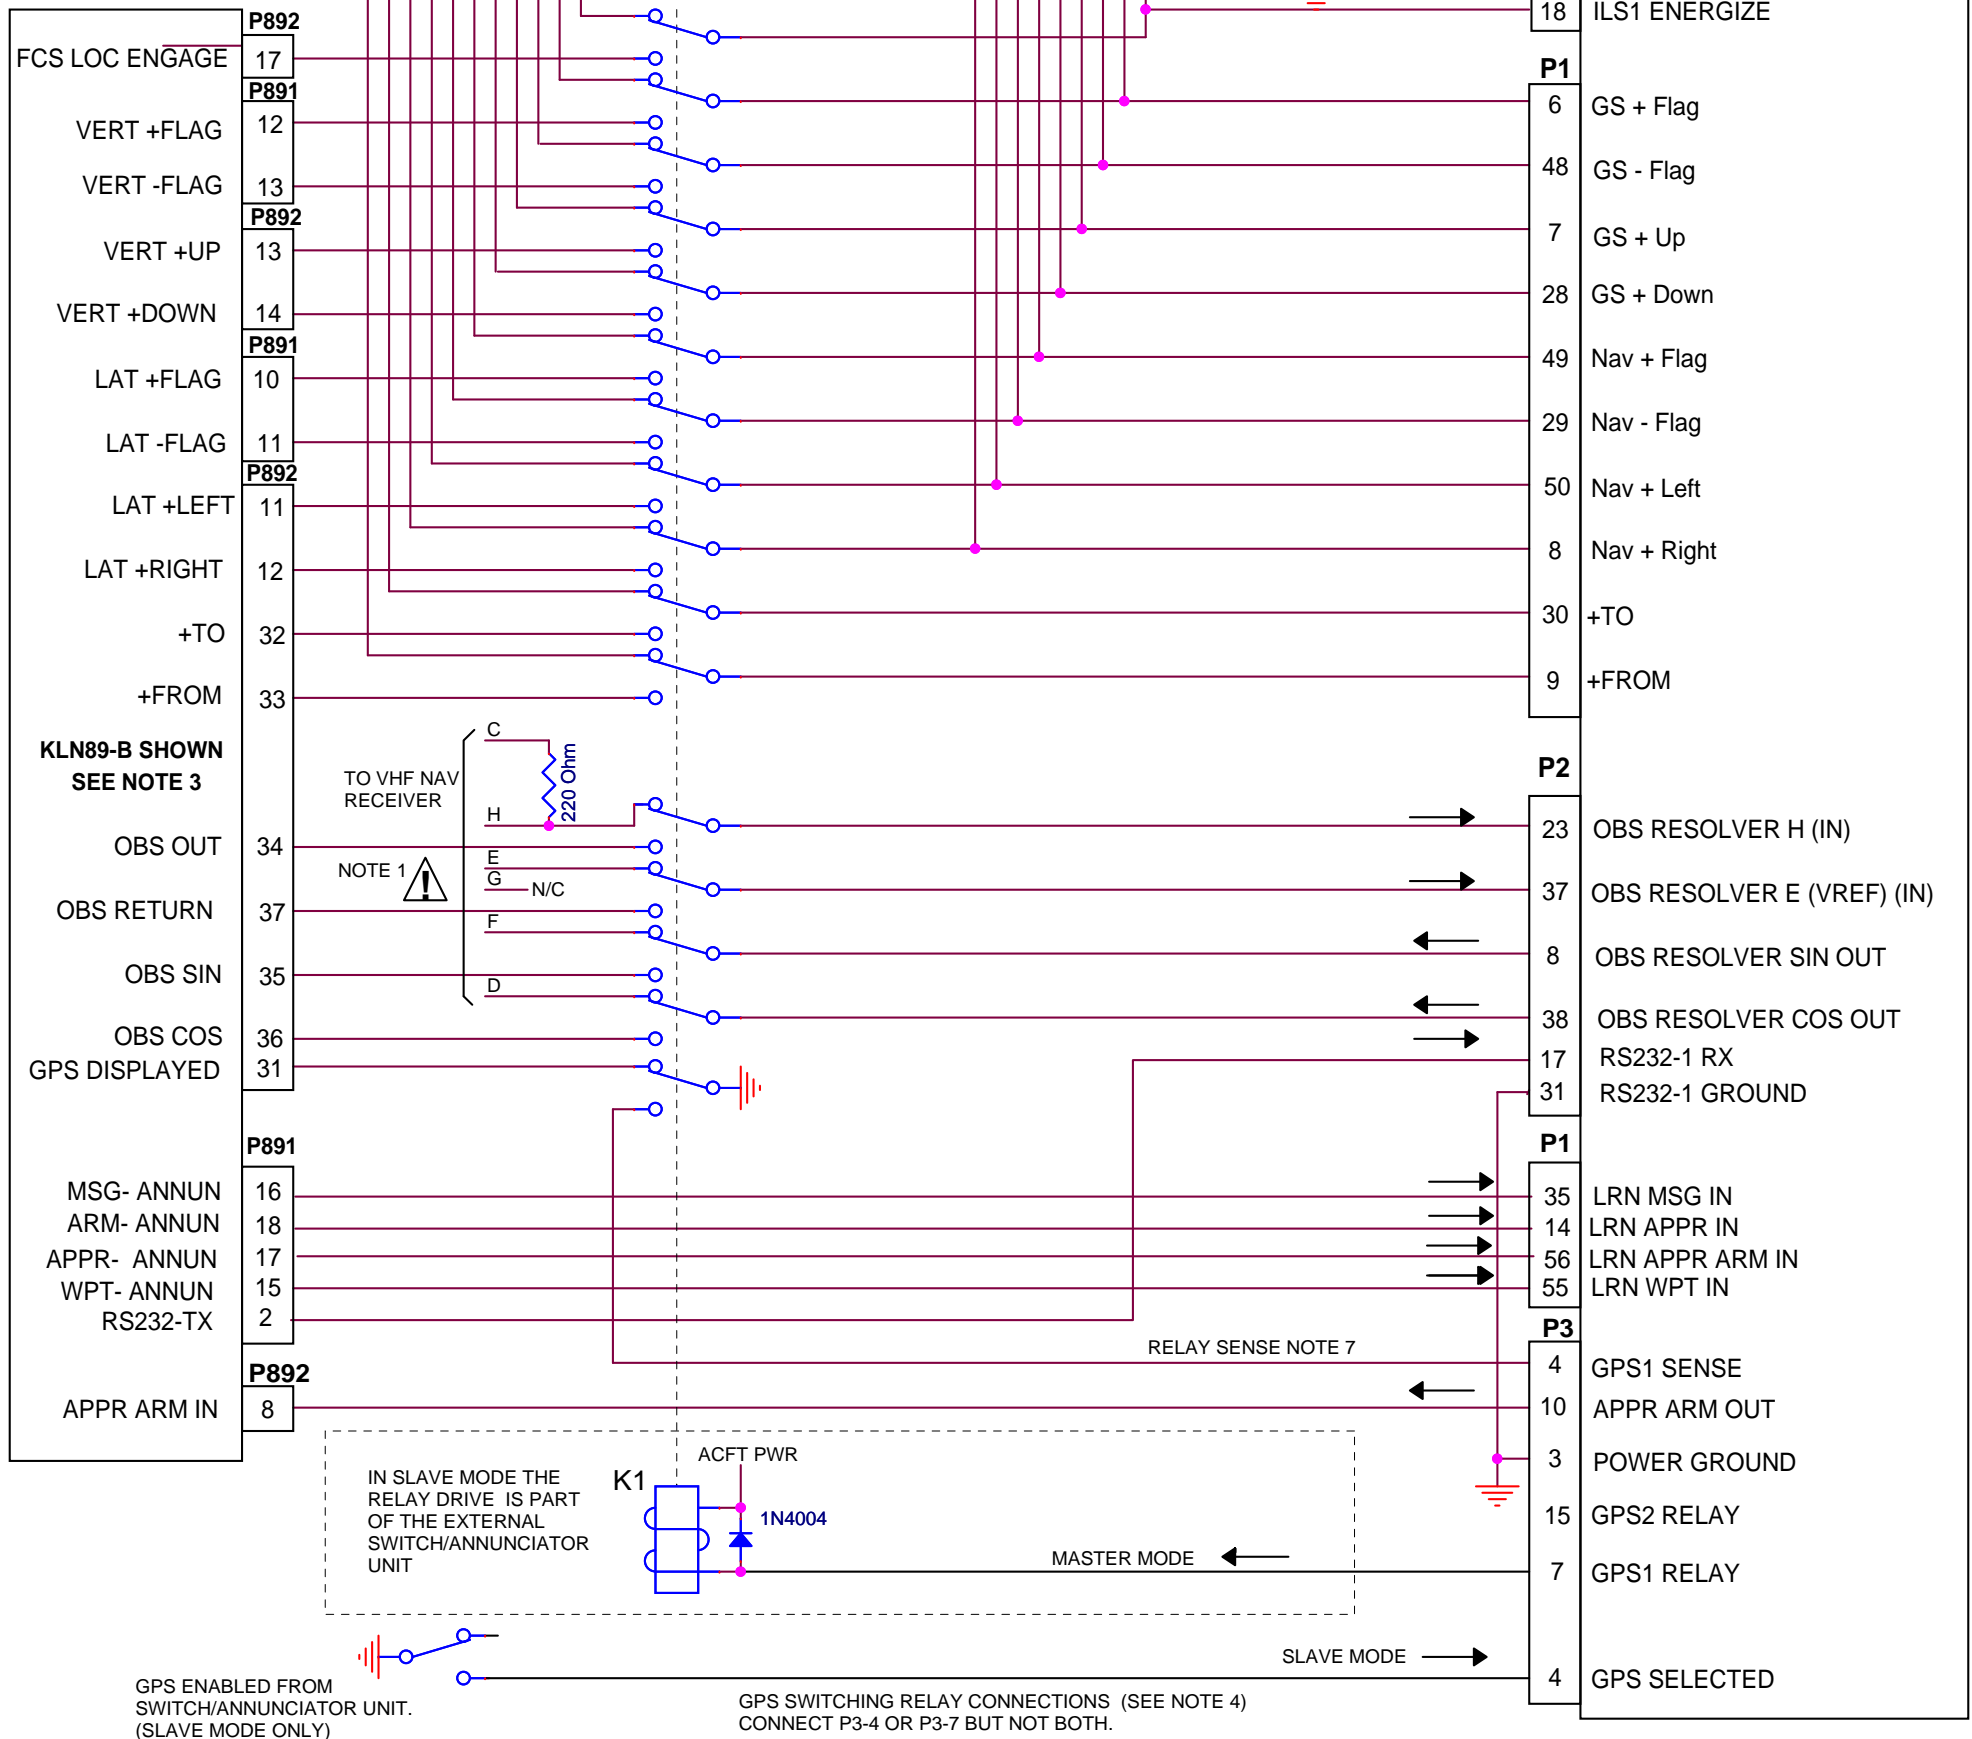 P892
FCS LOC ENGAGE 17
P891
VERT +FLAG 12
VERT -FLAG 13
P892
VERT +UP 13
VERT +DOWN 14
P891
LAT +FLAG 10
LAT -FLAG 11
P892
LAT +LEFT 11
LAT +RIGHT 12
+TO 32
+FROM 33
KLN89-B SHOWN
SEE NOTE 3
OBS OUT 34
OBS RETURN 37
OBS SIN 35
OBS COS 36
GPS DISPLAYED 31
P891
MSG- ANNUN 16
ARM- ANNUN 18
APPR- ANNUN 17
WPT- ANNUN 15
RS232-TX 2
P892
APPR ARM IN 8
TO VHF NAV
RECEIVER
NOTE 1
!
C
220 Ohm
H
E
G
N/C
F
D
18 ILS1 ENERGIZE
P1
6 GS + Flag
48 GS - Flag
7 GS + Up
28 GS + Down
49 Nav + Flag
29 Nav - Flag
50 Nav + Left
8 Nav + Right
30 +TO
9 +FROM
P2
23 OBS RESOLVER H (IN)
37 OBS RESOLVER E (VREF) (IN)
8 OBS RESOLVER SIN OUT
38 OBS RESOLVER COS OUT
17 RS232-1 RX
31 RS232-1 GROUND
P1
35 LRN MSG IN
14 LRN APPR IN
56 LRN APPR ARM IN
55 LRN WPT IN
P3
RELAY SENSE NOTE 7
4 GPS1 SENSE
10 APPR ARM OUT
3 POWER GROUND
15 GPS2 RELAY
7 GPS1 RELAY
4 GPS SELECTED
IN SLAVE MODE THE
RELAY DRIVE IS PART
OF THE EXTERNAL
SWITCH/ANNUNCIATOR
UNIT
K1
ACFT PWR
1N4004
MASTER MODE
SLAVE MODE
GPS ENABLED FROM
SWITCH/ANNUNCIATOR UNIT.
(SLAVE MODE ONLY)
GPS SWITCHING RELAY CONNECTIONS (SEE NOTE 4)
CONNECT P3-4 OR P3-7 BUT NOT BOTH.